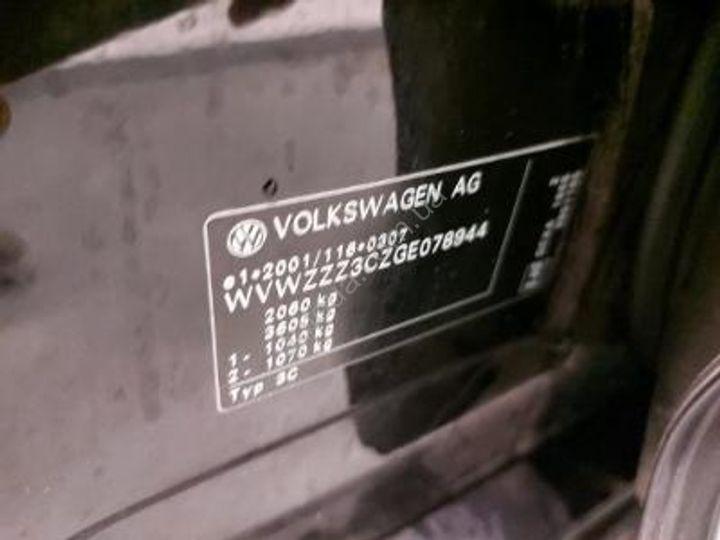 VOLKSWAGEN AG
e1*2001/116*0307
WVWZZZ3CZGE078944
2060 kg
3605 kg
1- 1040 kg
2- 1070 kg
Typ 3C